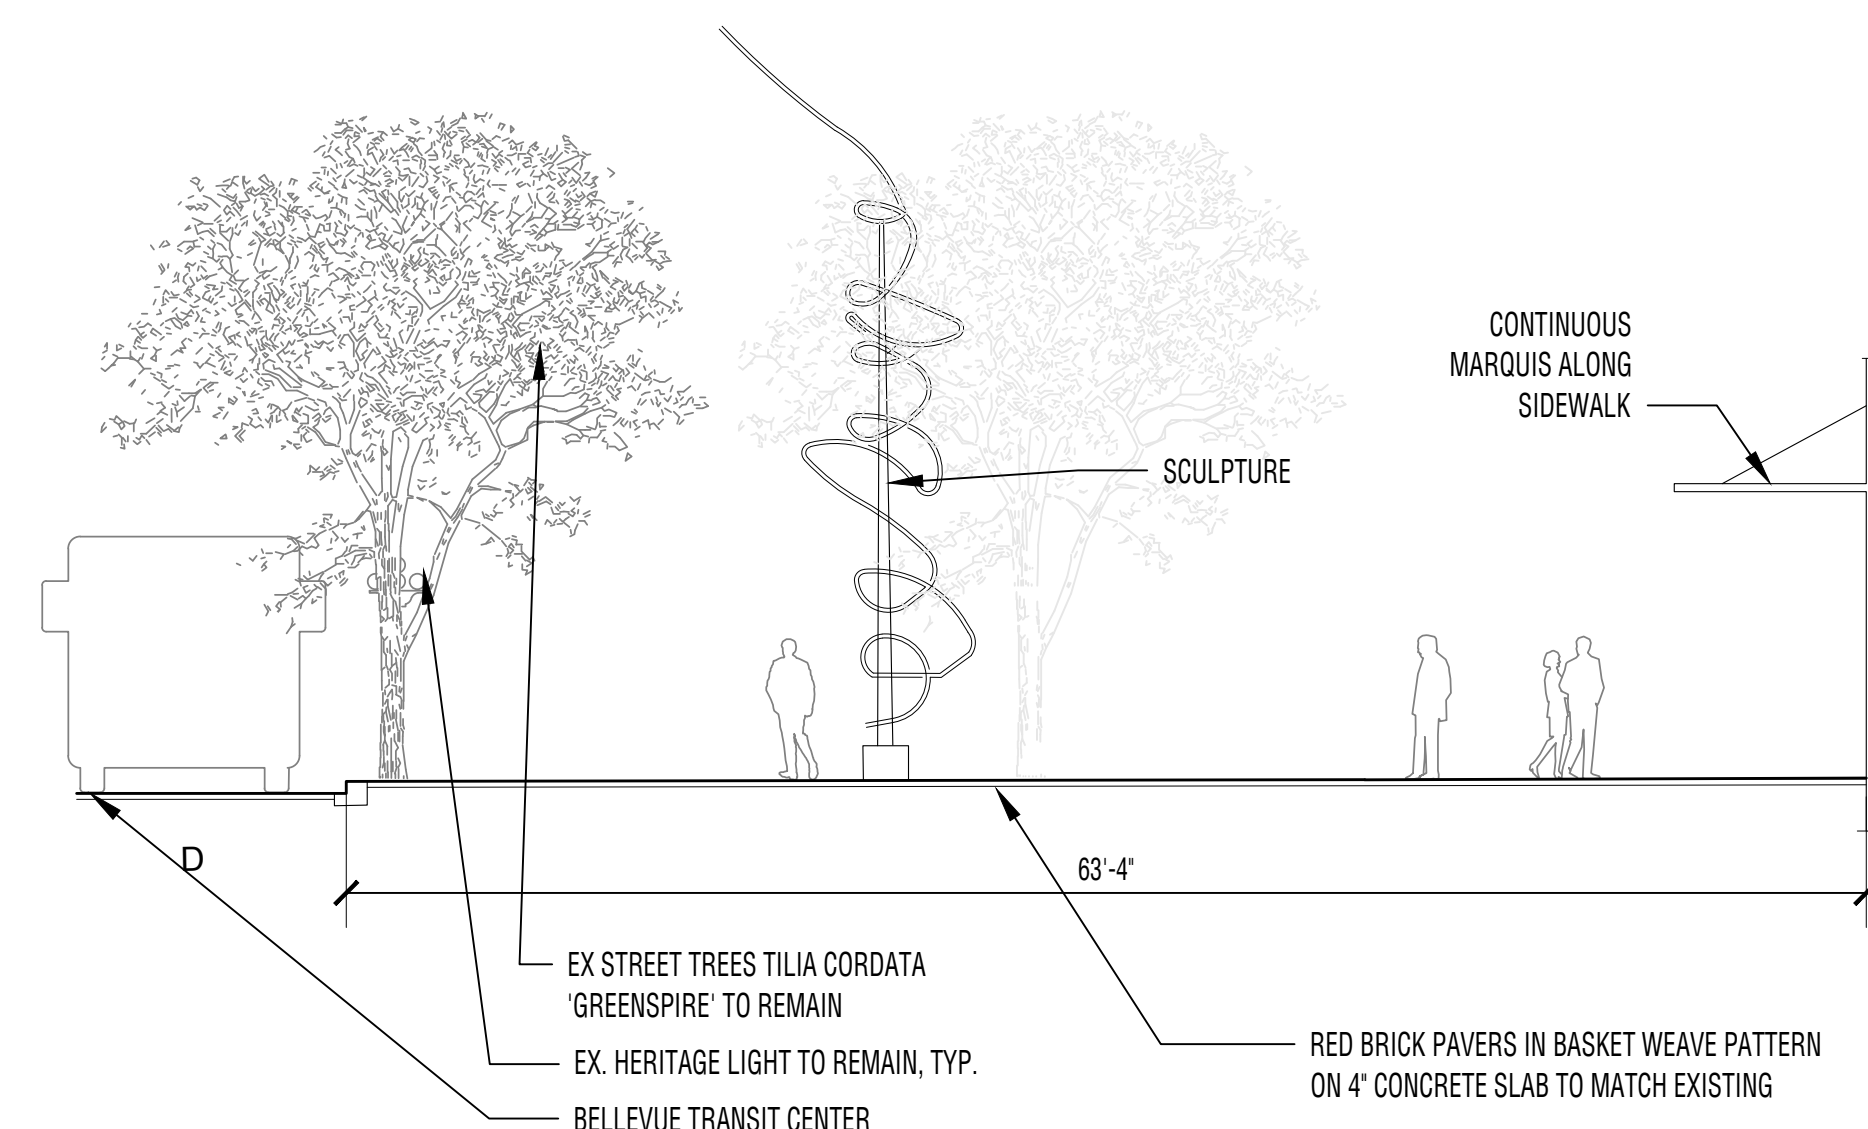 CONTINUOUS
MARQUIS ALONG
SIDEWALK
SCULPTURE
D
63'-4"
EX STREET TREES TILIA CORDATA
'GREENSPIRE' TO REMAIN
EX. HERITAGE LIGHT TO REMAIN, TYP.
BELLEVUE TRANSIT CENTER
RED BRICK PAVERS IN BASKET WEAVE PATTERN
ON 4" CONCRETE SLAB TO MATCH EXISTING